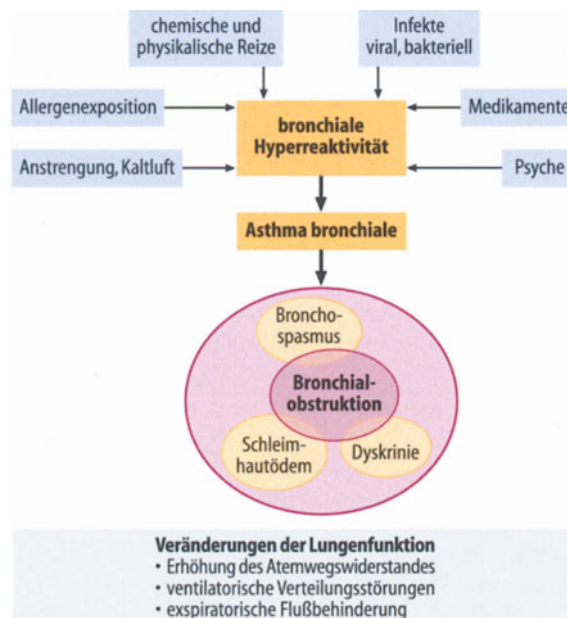 chemische und
physikalische Reize
Infekte
viral, bakteriell
Allergenexposition
bronchiale
Hyperreaktivität
Medikamente
Anstrengung, Kaltluft
Psyche
Asthma bronchiale
Broncho-
spasmus
Bronchial-
obstruktion
Schleim-
hautödem
Dyskrinie
Veränderungen der Lungenfunktion
• Erhöhung des Atemwegswiderstandes
• ventilatorische Verteilungsstörungen
• exspiratorische Flußbehinderung